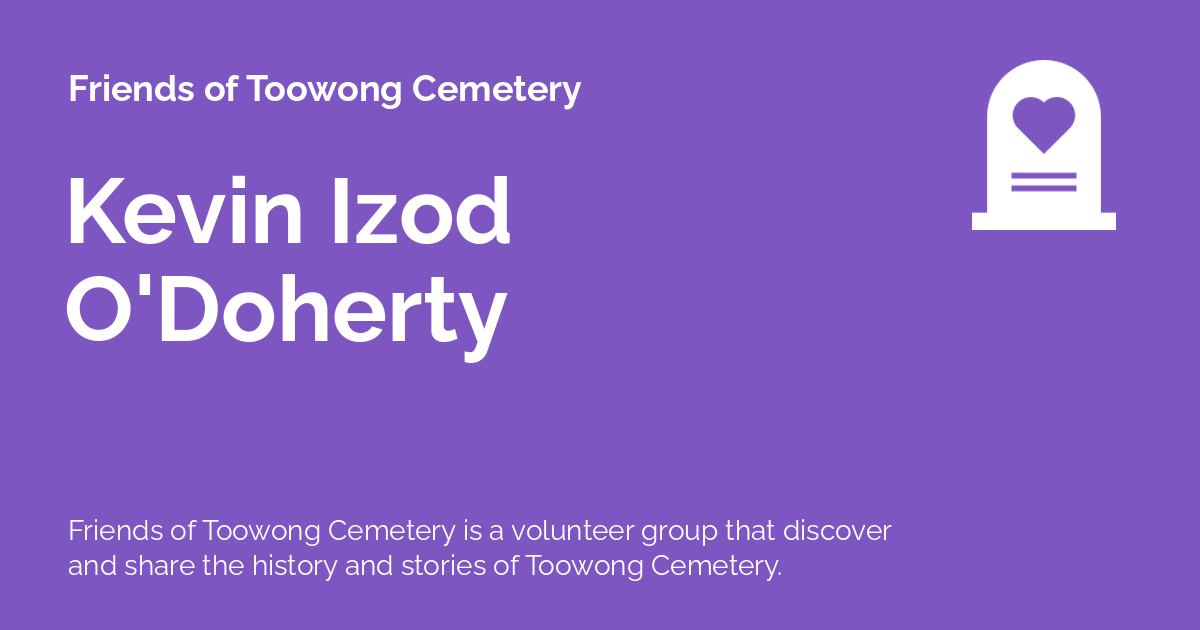 Friends of Toowong Cemetery
Kevin Izod
O'Doherty
Friends of Toowong Cemetery is a volunteer group that discover
and share the history and stories of Toowong Cemetery.